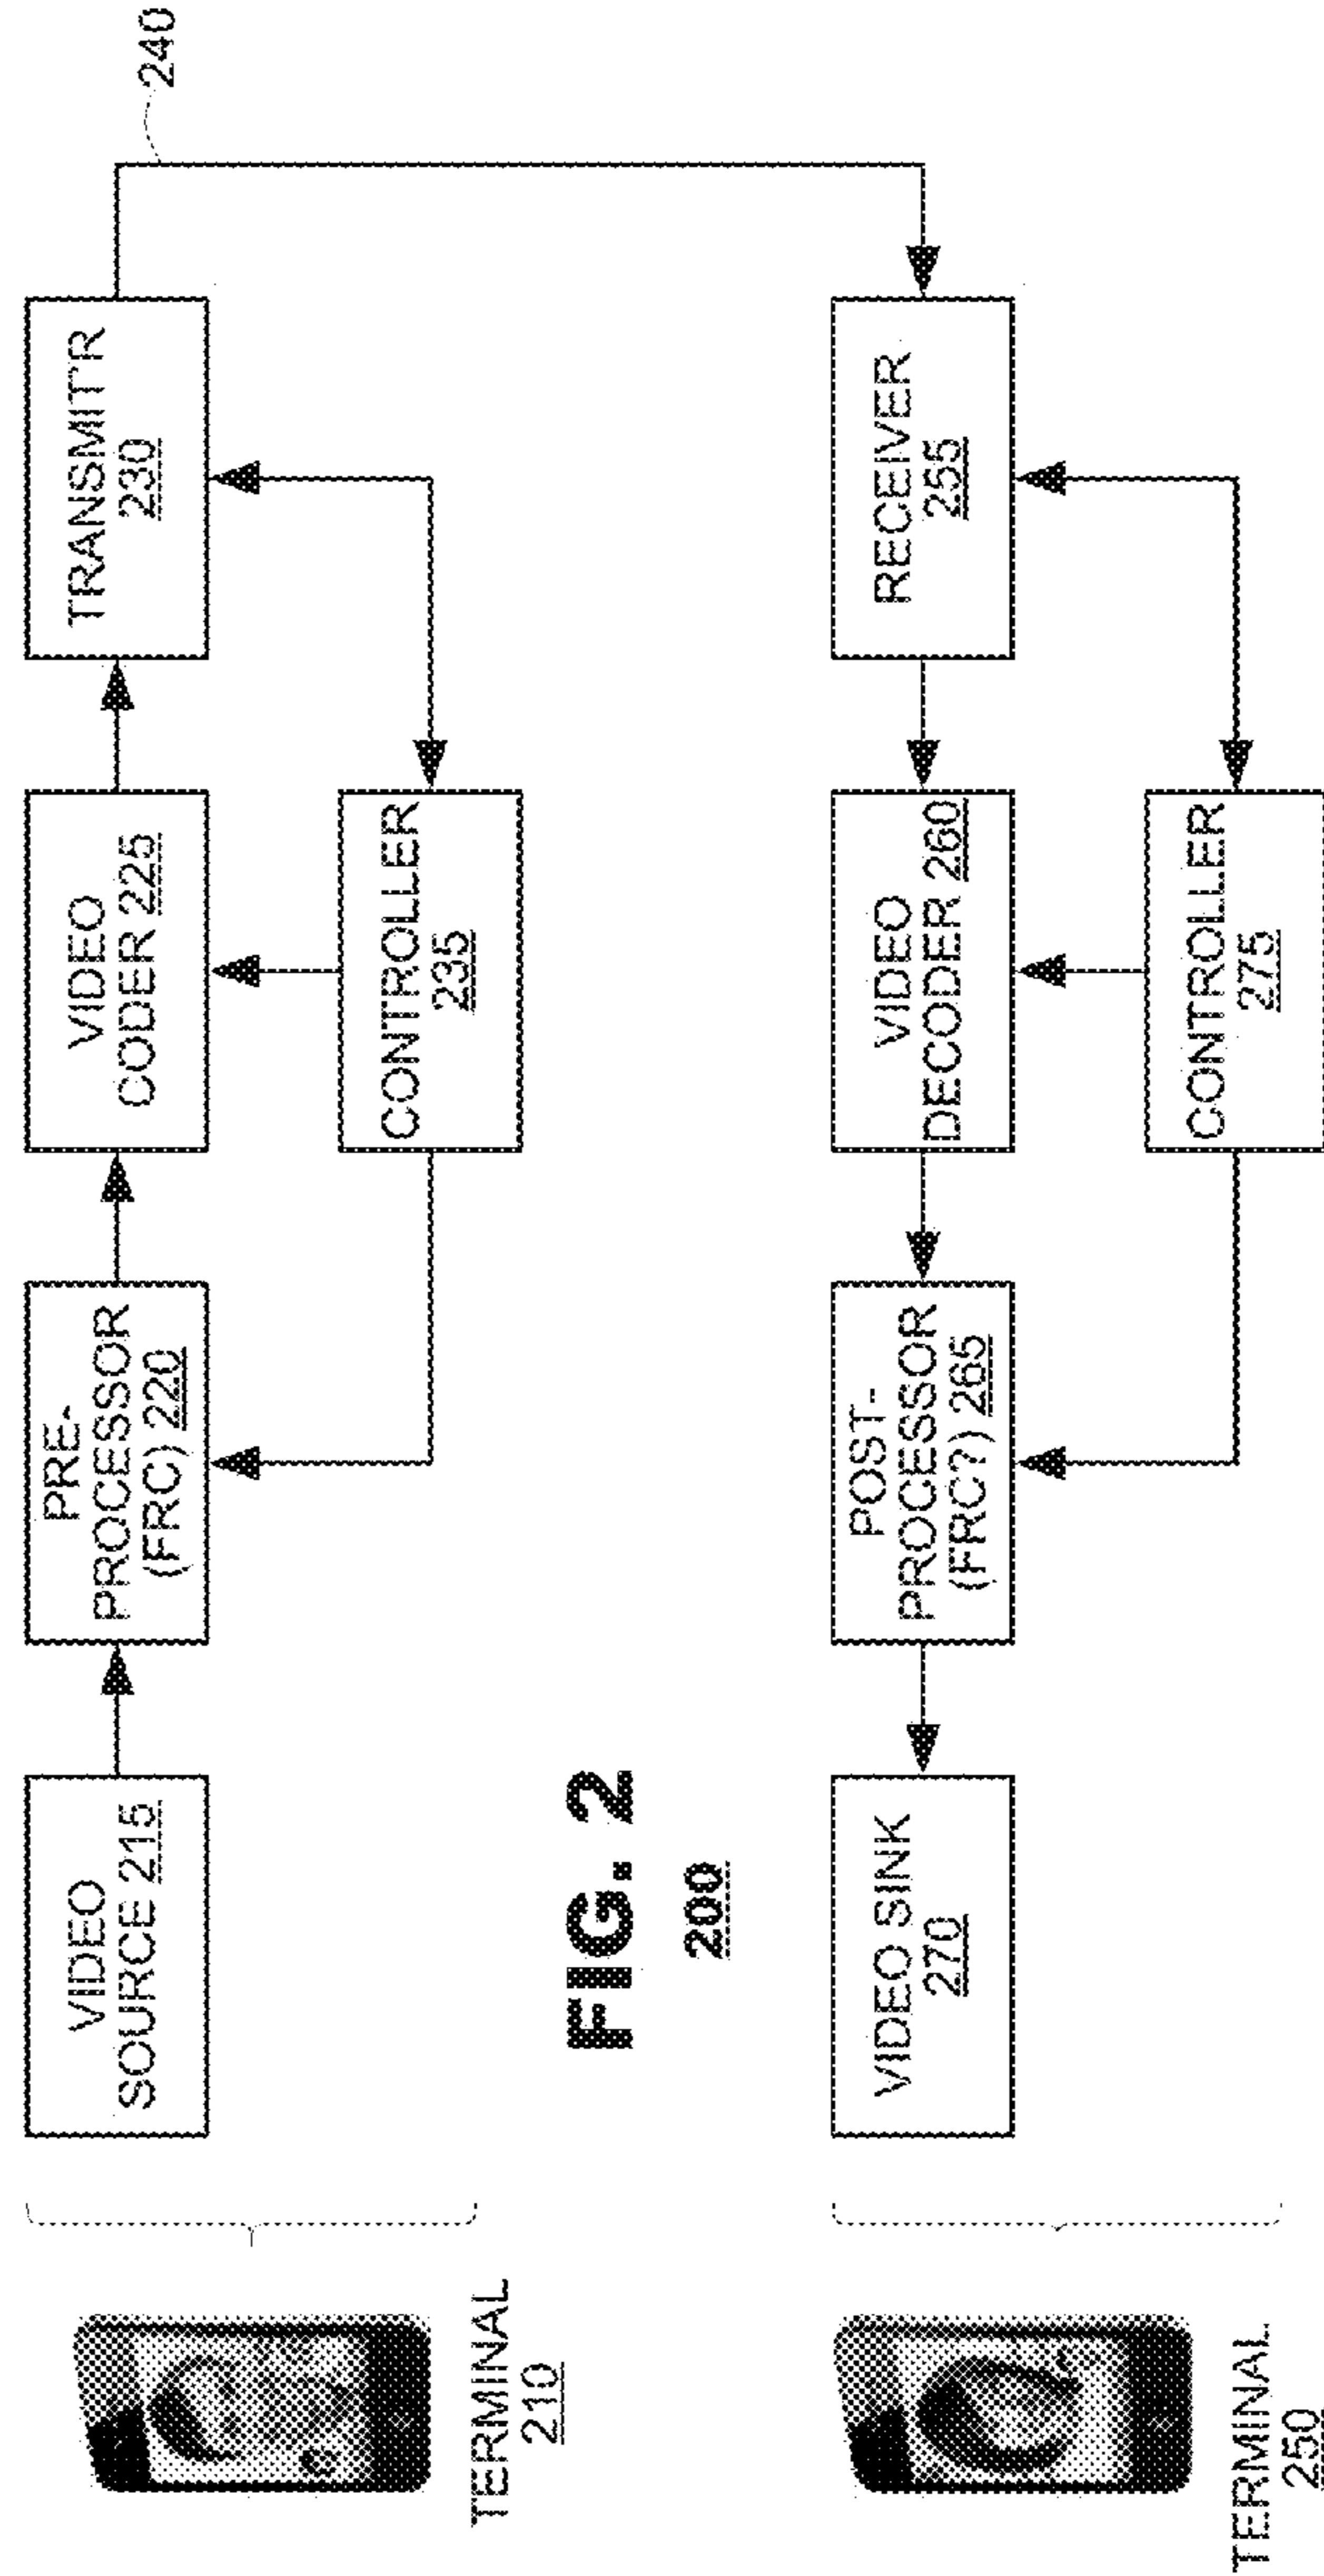 TERMINAL
210
VIDEO
SOURCE 215
PRE-
PROCESSOR
(FRC) 220
VIDEO
CODER 225
TRANSMIT'R
230
240
CONTROLLER
235
FIG. 2
200
TERMINAL
250
VIDEO SINK
270
POST-
PROCESSOR
(FRC?) 265
VIDEO
DECODER 260
RECEIVER
255
CONTROLLER
275